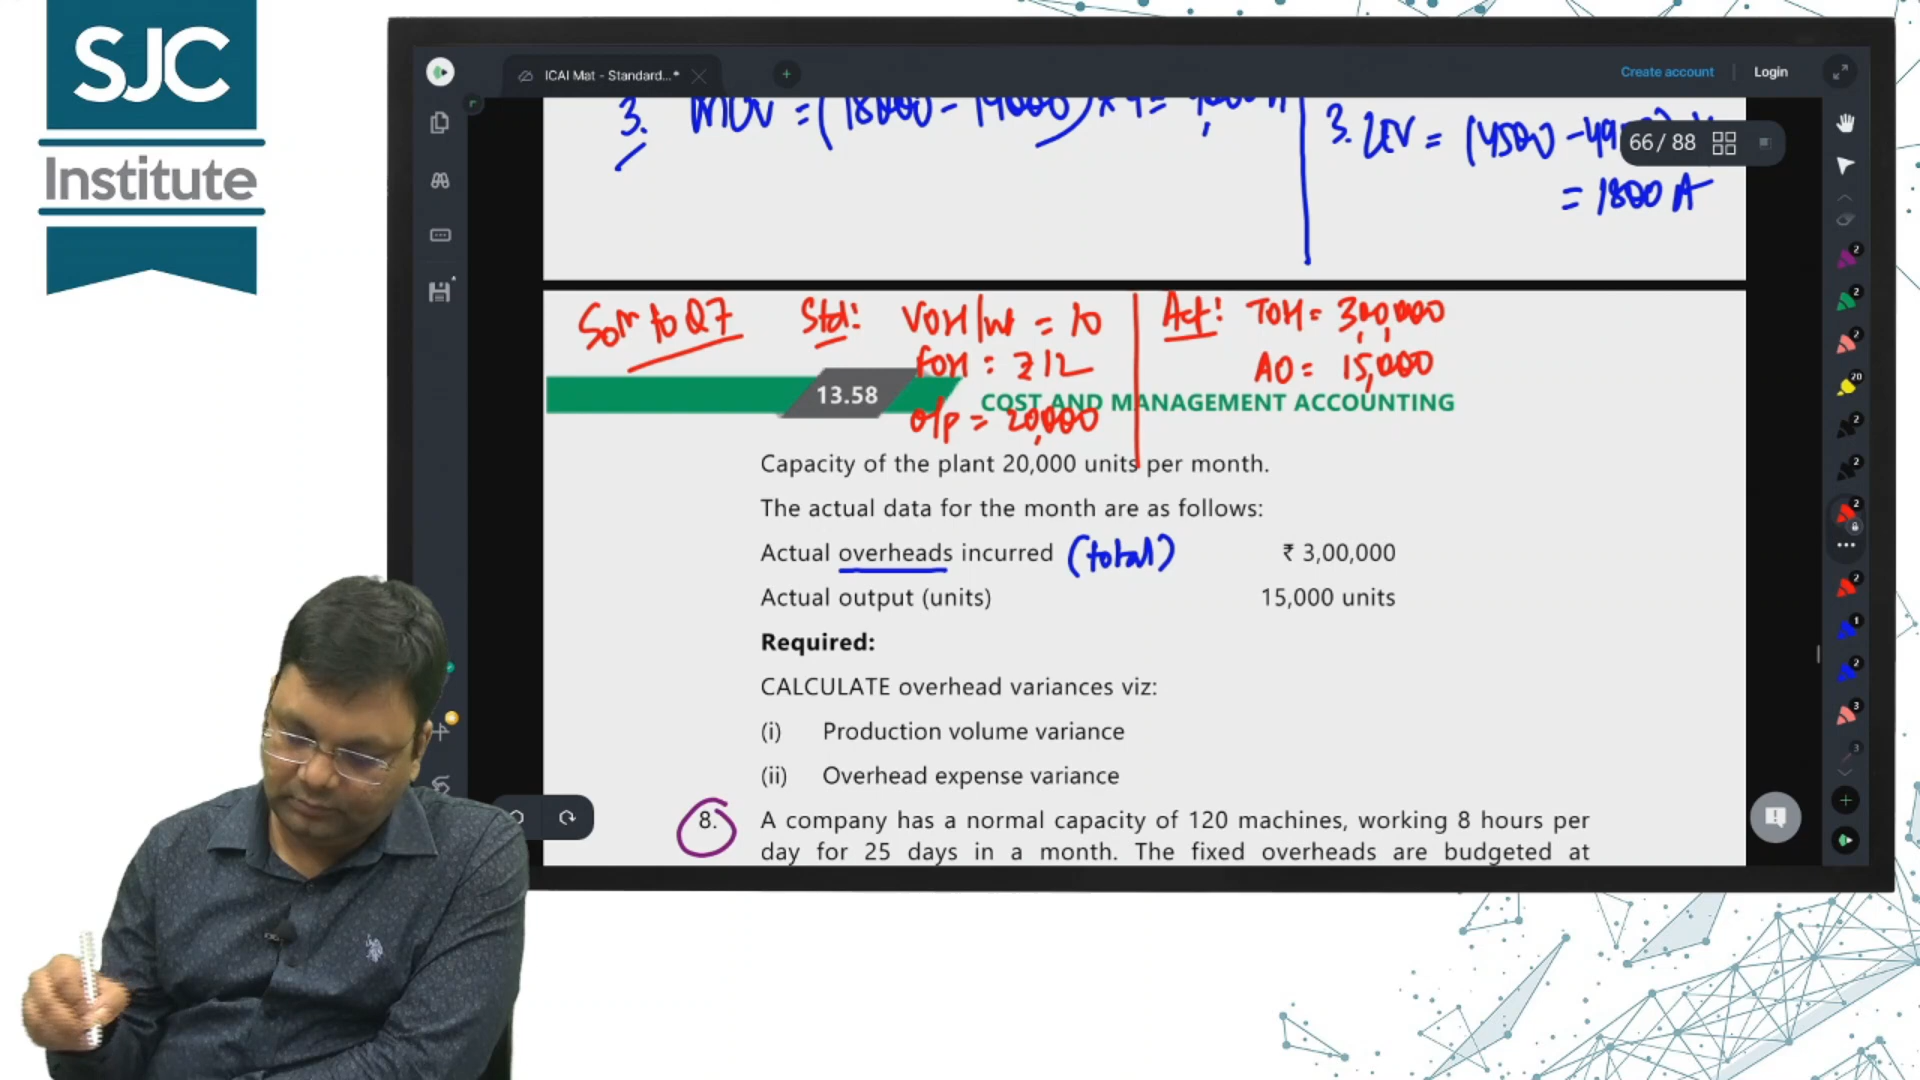 SJC
Institute
ICAI Mat - Standard...*
Create account
Login
66 / 88
3. MCV = (18000 - 19000) × 4 =
3. LEV = (4500 -
= 1800 A
Soln to Q7
Std:
VOH/unit = 10
FOH : ₹12
O/p = 20,000
Act: TOH = 3,00,000
AO = 15,000
13.58
COST AND MANAGEMENT ACCOUNTING
Capacity of the plant 20,000 units per month.
The actual data for the month are as follows:
Actual overheads incurred (total) ₹ 3,00,000
Actual output (units) 15,000 units
Required:
CALCULATE overhead variances viz:
(i) Production volume variance
(ii) Overhead expense variance
8. A company has a normal capacity of 120 machines, working 8 hours per
day for 25 days in a month. The fixed overheads are budgeted at